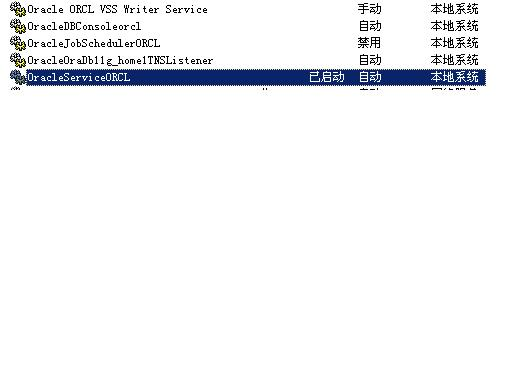 Oracle ORCL VSS Writer Service 手动 本地系统
OracleDBConsoleorcl 自动 本地系统
OracleJobSchedulerORCL 禁用 本地系统
OracleOraDb11g_home1TNSListener 自动 本地系统
OracleServiceORCL 已启动 自动 本地系统